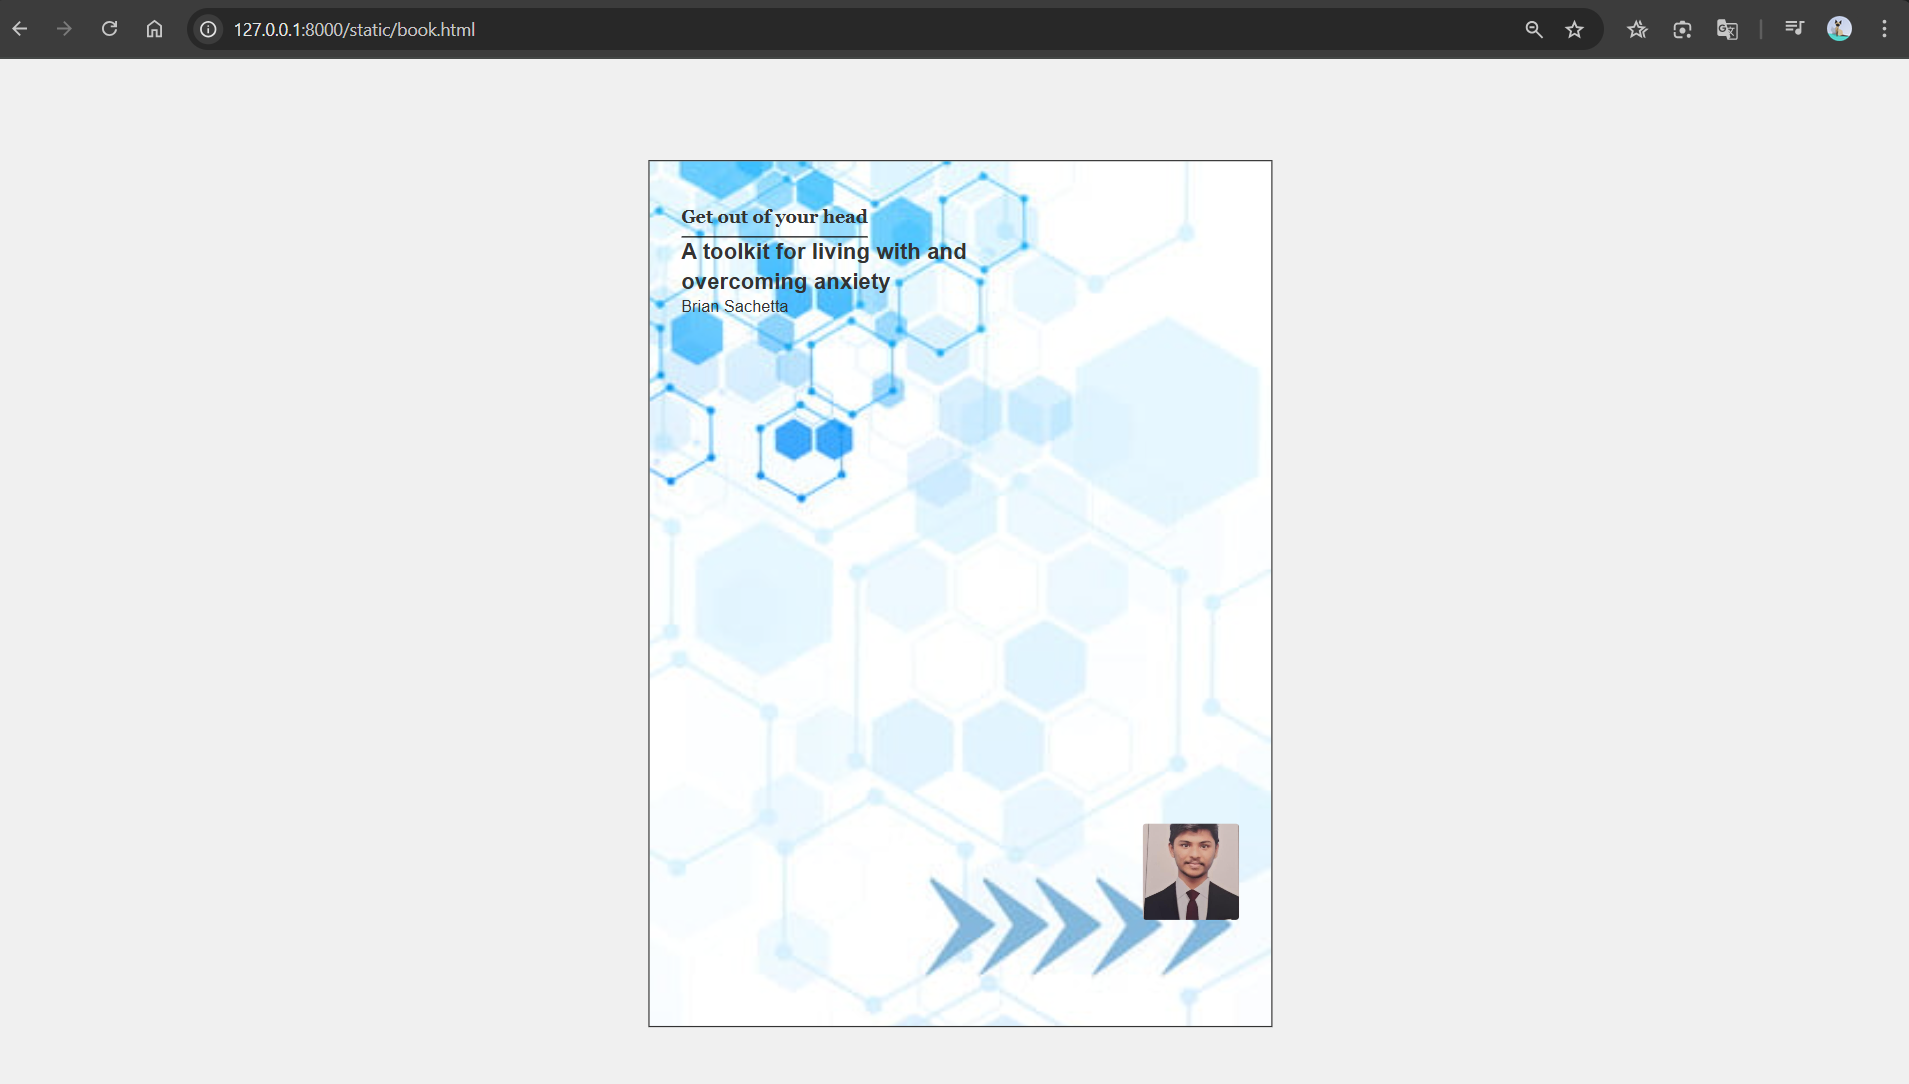 127.0.0.1:8000/static/book.html
Get out of your head
A toolkit for living with and
overcoming anxiety
Brian Sachetta